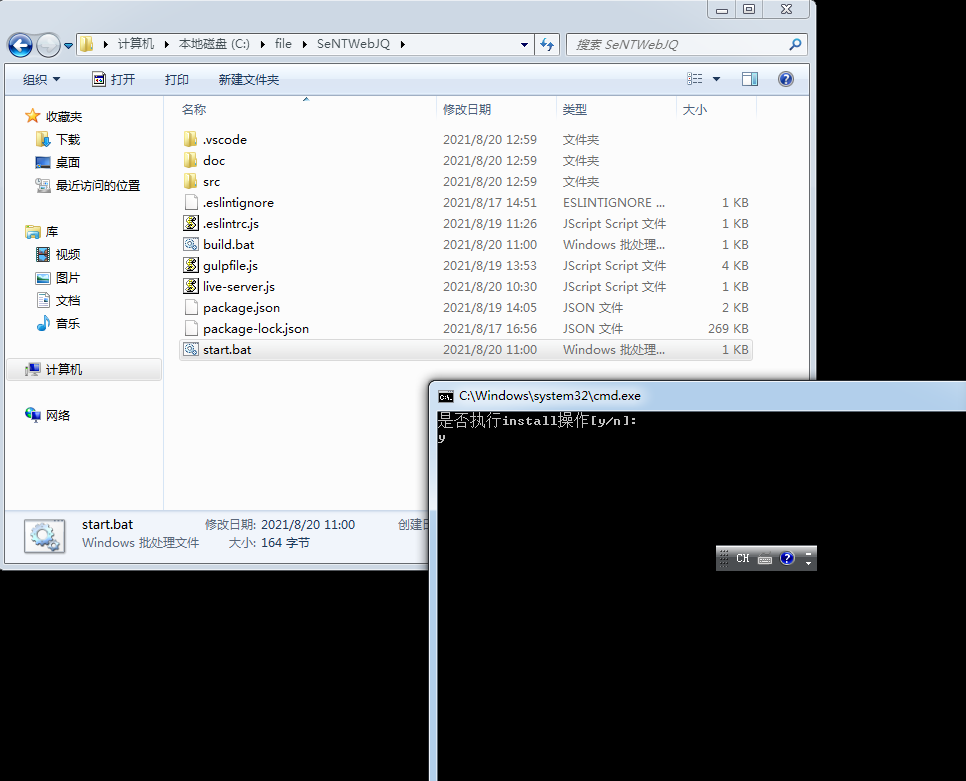 计算机 本地磁盘 (C:) file SeNTWebJQ
搜索 SeNTWebJQ
组织 打开 打印 新建文件夹
收藏夹
下载
桌面
最近访问的位置
库
视频
图片
文档
音乐
计算机
网络
名称 修改日期 类型 大小
.vscode 2021/8/20 12:59 文件夹
doc 2021/8/20 12:59 文件夹
src 2021/8/20 12:59 文件夹
.eslintignore 2021/8/17 14:51 ESLINTIGNORE ... 1 KB
.eslintrc.js 2021/8/19 11:26 JScript Script 文件 1 KB
build.bat 2021/8/20 11:00 Windows 批处理... 1 KB
gulpfile.js 2021/8/19 13:53 JScript Script 文件 4 KB
live-server.js 2021/8/20 10:30 JScript Script 文件 1 KB
package.json 2021/8/19 14:05 JSON 文件 2 KB
package-lock.json 2021/8/17 16:56 JSON 文件 269 KB
start.bat 2021/8/20 11:00 Windows 批处理... 1 KB
start.bat 修改日期: 2021/8/20 11:00 创建日
Windows 批处理文件 大小: 164 字节
C:\Windows\system32\cmd.exe
是否执行install操作[y/n]:
y
CH